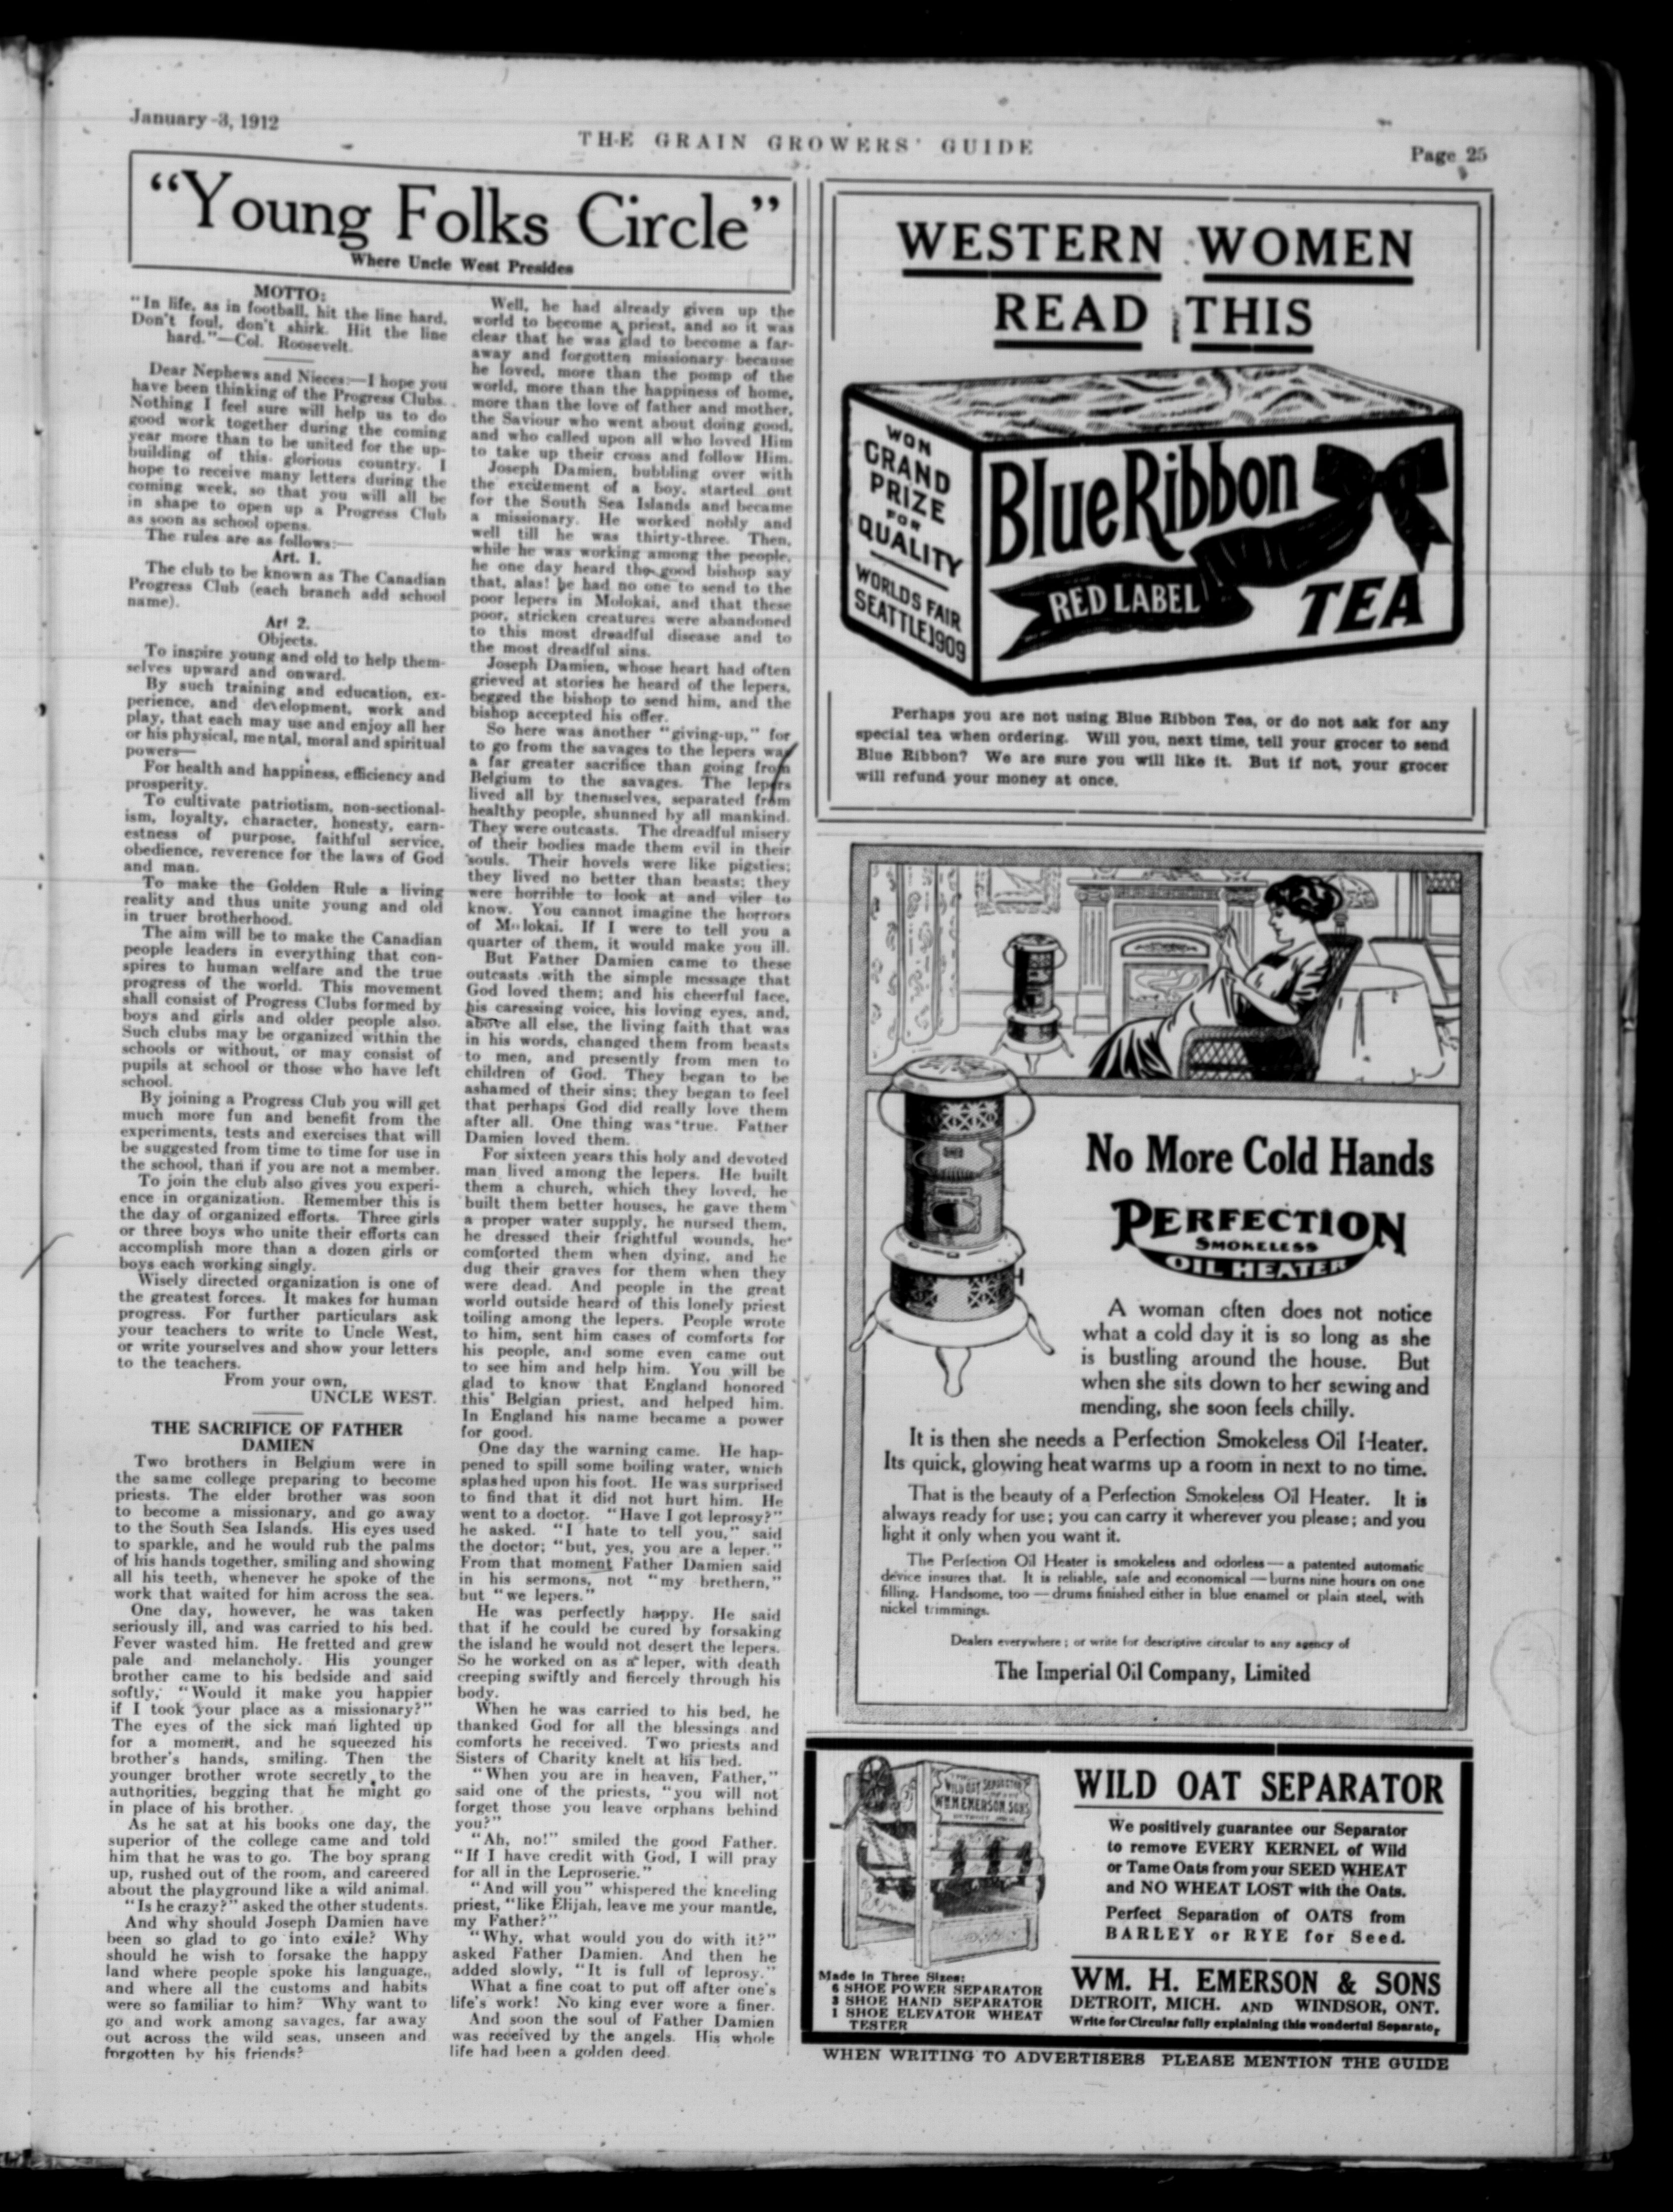 January 3, 1912
THE GRAIN GROWERS' GUIDE
Page 25
"Young Folks Circle"
Where Uncle West Presides
MOTTO:
"In life, as in football, hit the line hard.
Don't foul, don't shirk. Hit the line
hard."—Col. Roosevelt.
Dear Nephews and Nieces:—I hope you
have been thinking of the Progress Clubs.
Nothing I feel sure will help us to do
good work together during the coming
year more than to be united for the up-
building of this glorious country. I
hope to receive many letters during the
coming week, so that you will all be
in shape to open up a Progress Club
as soon as school opens.
The rules are as follows:—
Art. 1.
The club to be known as The Canadian
Progress Club (each branch add school
name).
Art 2.
Objects.
To inspire young and old to help them-
selves upward and onward.
By such training and education, ex-
perience, and development, work and
play, that each may use and enjoy all her
or his physical, mental, moral and spiritual
powers—
For health and happiness, efficiency and
prosperity.
To cultivate patriotism, non-sectional-
ism, loyalty, character, honesty, earn-
estness of purpose, faithful service,
obedience, reverence for the laws of God
and man.
To make the Golden Rule a living
reality and thus unite young and old
in truer brotherhood.
The aim will be to make the Canadian
people leaders in everything that con-
spires to human welfare and the true
progress of the world. This movement
shall consist of Progress Clubs formed by
boys and girls and older people also.
Such clubs may be organized within the
schools or without, or may consist of
pupils at school or those who have left
school.
By joining a Progress Club you will get
much more fun and benefit from the
experiments, tests and exercises that will
be suggested from time to time for use in
the school, than if you are not a member.
To join the club also gives you experi-
ence in organization. Remember this is
the day of organized efforts. Three girls
or three boys who unite their efforts can
accomplish more than a dozen girls or
boys each working singly.
Wisely directed organization is one of
the greatest forces. It makes for human
progress. For further particulars ask
your teachers to write to Uncle West,
or write yourselves and show your letters
to the teachers.
From your own,
UNCLE WEST.
THE SACRIFICE OF FATHER
DAMIEN
Two brothers in Belgium were in
the same college preparing to become
priests. The elder brother was soon
to become a missionary, and go away
to the South Sea Islands. His eyes used
to sparkle, and he would rub the palms
of his hands together, smiling and showing
all his teeth, whenever he spoke of the
work that waited for him across the sea.
One day, however, he was taken
seriously ill, and was carried to his bed.
Fever wasted him. He fretted and grew
pale and melancholy. His younger
brother came to his bedside and said
softly, "Would it make you happier
if I took your place as a missionary?"
The eyes of the sick man lighted up
for a moment, and he squeezed his
brother's hands, smiling. Then the
younger brother wrote secretly to the
authorities, begging that he might go
in place of his brother.
As he sat at his books one day, the
superior of the college came and told
him that he was to go. The boy sprang
up, rushed out of the room, and careered
about the playground like a wild animal.
"Is he crazy?" asked the other students.
And why should Joseph Damien have
been so glad to go into exile? Why
should he wish to forsake the happy
land where people spoke his language,
and where all the customs and habits
were so familiar to him? Why want to
go and work among savages, far away
out across the wild seas, unseen and
forgotten by his friends?
Well, he had already given up the
world to become a priest, and so it was
clear that he was glad to become a far-
away and forgotten missionary because
he loved, more than the pomp of the
world, more than the happiness of home,
more than the love of father and mother,
the Saviour who went about doing good,
and who called upon all who loved Him
to take up their cross and follow Him.
Joseph Damien, bubbling over with
the excitement of a boy, started out
for the South Sea Islands and became
a missionary. He worked nobly and
well till he was thirty-three. Then,
while he was working among the people,
he one day heard the good bishop say
that, alas! he had no one to send to the
poor lepers in Molokai, and that these
poor, stricken creatures were abandoned
to this most dreadful disease and to
the most dreadful sins.
Joseph Damien, whose heart had often
grieved at stories he heard of the lepers,
begged the bishop to send him, and the
bishop accepted his offer.
So here was another "giving-up," for
to go from the savages to the lepers was
a far greater sacrifice than going from
Belgium to the savages. The lepers
lived all by themselves, separated from
healthy people, shunned by all mankind.
They were outcasts. The dreadful misery
of their bodies made them evil in their
souls. Their hovels were like pigsties;
they lived no better than beasts; they
were horrible to look at and viler to
know. You cannot imagine the horrors
of Molokai. If I were to tell you a
quarter of them, it would make you ill.
But Father Damien came to these
outcasts with the simple message that
God loved them; and his cheerful face,
his caressing voice, his loving eyes, and,
above all else, the living faith that was
in his words, changed them from beasts
to men, and presently from men to
children of God. They began to be
ashamed of their sins; they began to feel
that perhaps God did really love them
after all. One thing was true. Father
Damien loved them.
For sixteen years this holy and devoted
man lived among the lepers. He built
them a church, which they loved, he
built them better houses, he gave them
a proper water supply, he nursed them,
he dressed their frightful wounds, he
comforted them when dying, and he
dug their graves for them when they
were dead. And people in the great
world outside heard of this lonely priest
toiling among the lepers. People wrote
to him, sent him cases of comforts for
his people, and some even came out
to see him and help him. You will be
glad to know that England honored
this Belgian priest, and helped him.
In England his name became a power
for good.
One day the warning came. He hap-
pened to spill some boiling water, which
splashed upon his foot. He was surprised
to find that it did not hurt him. He
went to a doctor. "Have I got leprosy?"
he asked. "I hate to tell you," said
the doctor; "but, yes, you are a leper."
From that moment Father Damien said
in his sermons, not "my brethern,"
but "we lepers."
He was perfectly happy. He said
that if he could be cured by forsaking
the island he would not desert the lepers.
So he worked on as a leper, with death
creeping swiftly and fiercely through his
body.
When he was carried to his bed, he
thanked God for all the blessings and
comforts he received. Two priests and
Sisters of Charity knelt at his bed.
"When you are in heaven, Father,"
said one of the priests, "you will not
forget those you leave orphans behind
you?"
"Ah, no!" smiled the good Father.
"If I have credit with God, I will pray
for all in the Leproserie."
"And will you" whispered the kneeling
priest, "like Elijah, leave me your mantle,
my Father?"
"Why, what would you do with it?"
asked Father Damien. And then he
added slowly, "It is full of leprosy."
What a fine coat to put off after one's
life's work! No king ever wore a finer.
And soon the soul of Father Damien
was received by the angels. His whole
life had been a golden deed.
WESTERN WOMEN
READ THIS
WON
GRAND
PRIZE
FOR
QUALITY
WORLDS FAIR
SEATTLE 1909
Blue Ribbon
RED LABEL
TEA
Perhaps you are not using Blue Ribbon Tea, or do not ask for any
special tea when ordering. Will you, next time, tell your grocer to send
Blue Ribbon? We are sure you will like it. But if not, your grocer
will refund your money at once.
No More Cold Hands
PERFECTION
SMOKELESS
OIL HEATER
A woman often does not notice
what a cold day it is so long as she
is bustling around the house. But
when she sits down to her sewing and
mending, she soon feels chilly.
It is then she needs a Perfection Smokeless Oil Heater.
Its quick, glowing heat warms up a room in next to no time.
That is the beauty of a Perfection Smokeless Oil Heater. It is
always ready for use; you can carry it wherever you please; and you
light it only when you want it.
The Perfection Oil Heater is smokeless and odorless—a patented automatic
device insures that. It is reliable, safe and economical—burns nine hours on one
filling. Handsome, too—drums finished either in blue enamel or plain steel, with
nickel trimmings.
Dealers everywhere; or write for descriptive circular to any agency of
The Imperial Oil Company, Limited
WILD OAT SEPARATOR
WM. H. EMERSON, SONS
WILD OAT SEPARATOR
We positively guarantee our Separator
to remove EVERY KERNEL of Wild
or Tame Oats from your SEED WHEAT
and NO WHEAT LOST with the Oats.
Perfect Separation of OATS from
BARLEY or RYE for Seed.
Made in Three Sizes:
6 SHOE POWER SEPARATOR
3 SHOE HAND SEPARATOR
1 SHOE ELEVATOR WHEAT
TESTER
WM. H. EMERSON & SONS
DETROIT, MICH. AND WINDSOR, ONT.
Write for Circular fully explaining this wonderful Separator
WHEN WRITING TO ADVERTISERS PLEASE MENTION THE GUIDE